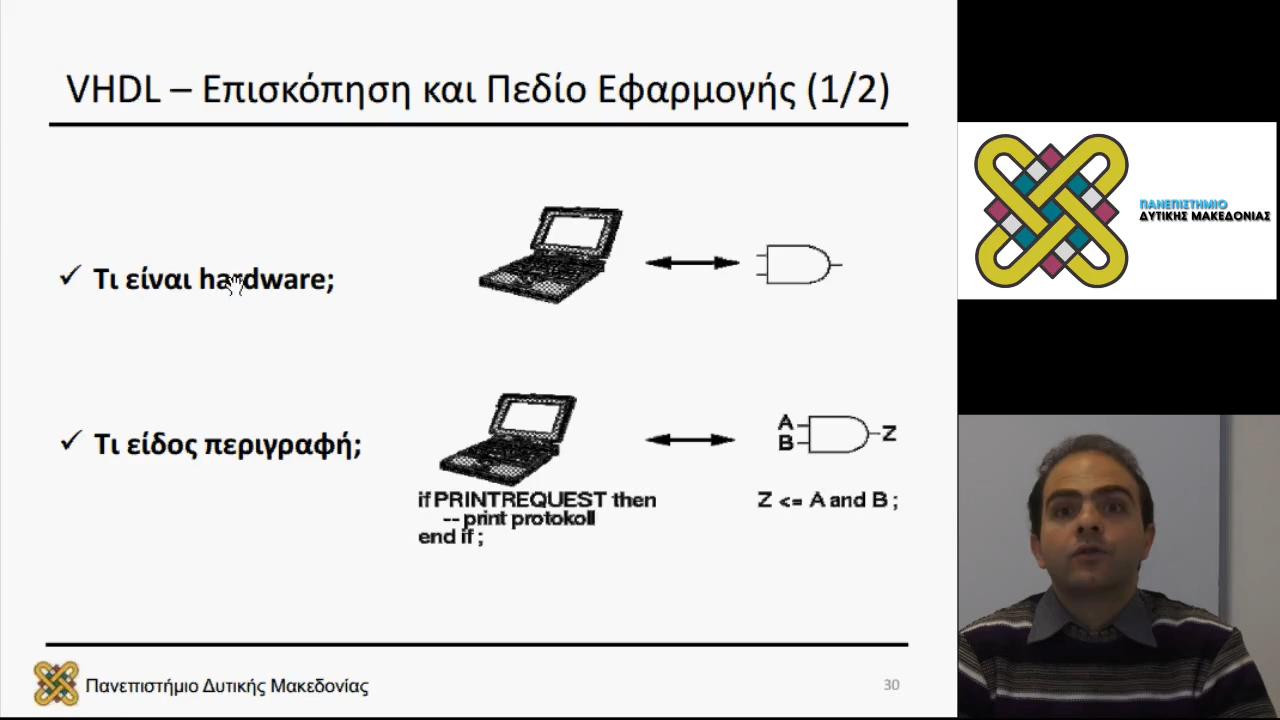 VHDL – Επισκόπηση και Πεδίο Εφαρμογής (1/2)
ΠΑΝΕΠΙΣΤΗΜΙΟ
ΔΥΤΙΚΗΣ ΜΑΚΕΔΟΝΙΑΣ
✓ Τι είναι hardware;
✓ Τι είδος περιγραφή;
A
B
Z
if PRINTREQUEST then
-- print protokoll
end if ;
Z <= A and B ;
Πανεπιστήμιο Δυτικής Μακεδονίας
30